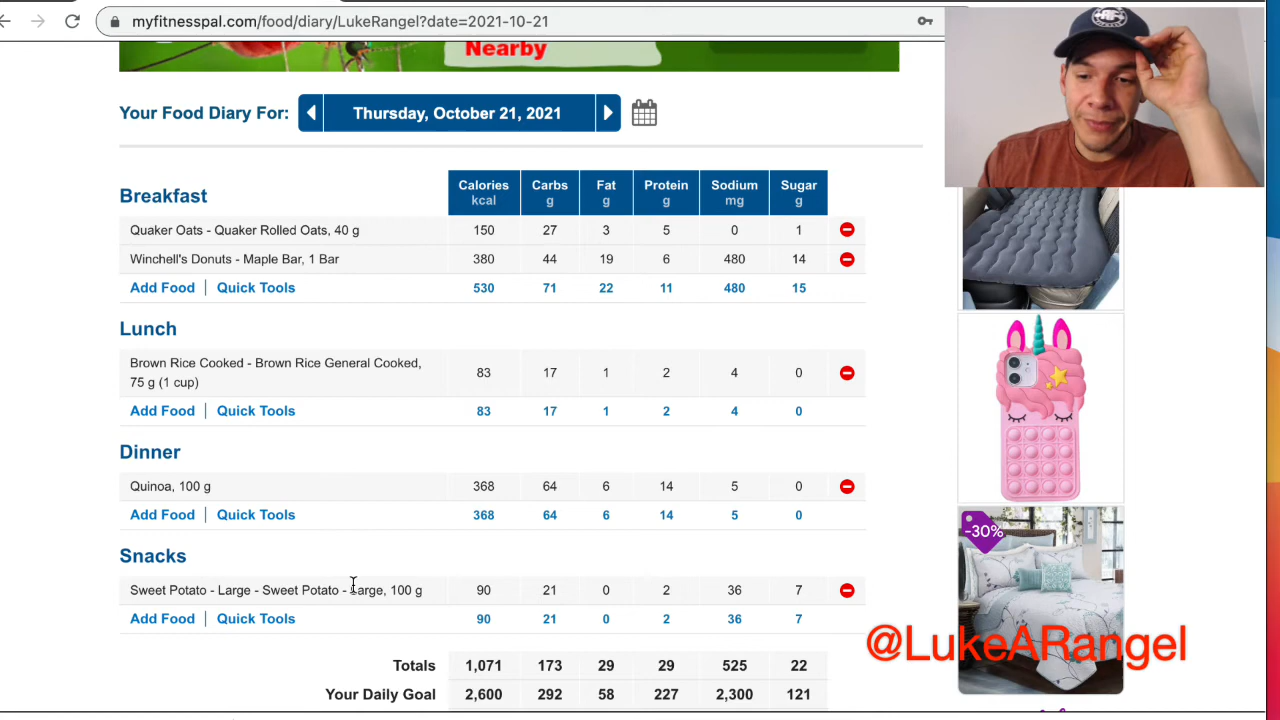 myfitnesspal.com/food/diary/LukeRangel?date=2021-10-21
Nearby
Your Food Diary For:
Thursday, October 21, 2021
Breakfast
Calories Carbs Fat Protein Sodium Sugar
kcal g g g mg g
Quaker Oats - Quaker Rolled Oats, 40 g 150 27 3 5 0 1
Winchell's Donuts - Maple Bar, 1 Bar 380 44 19 6 480 14
Add Food | Quick Tools 530 71 22 11 480 15
Lunch
Brown Rice Cooked - Brown Rice General Cooked,
75 g (1 cup) 83 17 1 2 4 0
Add Food | Quick Tools 83 17 1 2 4 0
Dinner
Quinoa, 100 g 368 64 6 14 5 0
Add Food | Quick Tools 368 64 6 14 5 0
Snacks
Sweet Potato - Large - Sweet Potato - Large, 100 g 90 21 0 2 36 7
Add Food | Quick Tools 90 21 0 2 36 7
Totals 1,071 173 29 29 525 22
Your Daily Goal 2,600 292 58 227 2,300 121
-30%
@LukeARangel